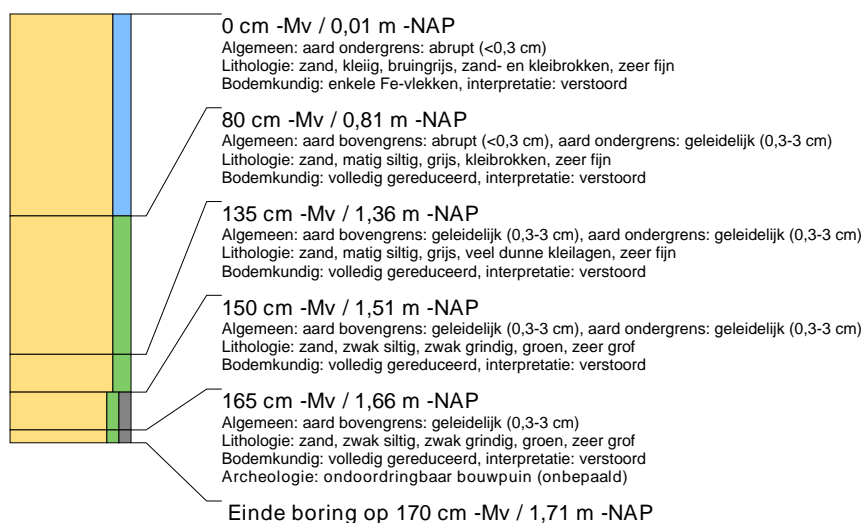 0 cm -Mv / 0,01 m -NAP
Algemeen: aard ondergrens: abrupt (<0,3 cm)
Lithologie: zand, kleiig, bruingrijs, zand- en kleibrokken, zeer fijn
Bodemkundig: enkele Fe-vlekken, interpretatie: verstoord
80 cm -Mv / 0,81 m -NAP
Algemeen: aard bovengrens: abrupt (<0,3 cm), aard ondergrens: geleidelijk (0,3-3 cm)
Lithologie: zand, matig siltig, grijs, kleibrokken, zeer fijn
Bodemkundig: volledig gereduceerd, interpretatie: verstoord
135 cm -Mv / 1,36 m -NAP
Algemeen: aard bovengrens: geleidelijk (0,3-3 cm), aard ondergrens: geleidelijk (0,3-3 cm)
Lithologie: zand, matig siltig, grijs, veel dunne kleilagen, zeer fijn
Bodemkundig: volledig gereduceerd, interpretatie: verstoord
150 cm -Mv / 1,51 m -NAP
Algemeen: aard bovengrens: geleidelijk (0,3-3 cm), aard ondergrens: geleidelijk (0,3-3 cm)
Lithologie: zand, zwak siltig, zwak grindig, groen, zeer grof
Bodemkundig: volledig gereduceerd, interpretatie: verstoord
165 cm -Mv / 1,66 m -NAP
Algemeen: aard bovengrens: geleidelijk (0,3-3 cm)
Lithologie: zand, zwak siltig, zwak grindig, groen, zeer grof
Bodemkundig: volledig gereduceerd, interpretatie: verstoord
Archeologie: ondoordringbaar bouwpuin (onbepaald)
Einde boring op 170 cm -Mv / 1,71 m -NAP